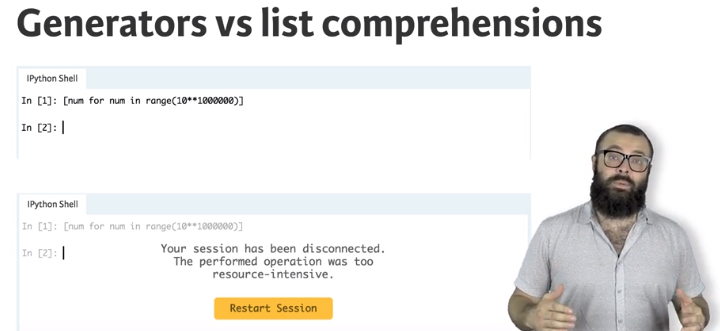 Generators vs list comprehensions
IPython Shell
In [1]: [num for num in range(10**1000000)]
In [2]:
IPython Shell
In [1]: [num for num in range(10**1000000)]
In [2]:
Your session has been disconnected.
The performed operation was too
resource-intensive.
Restart Session